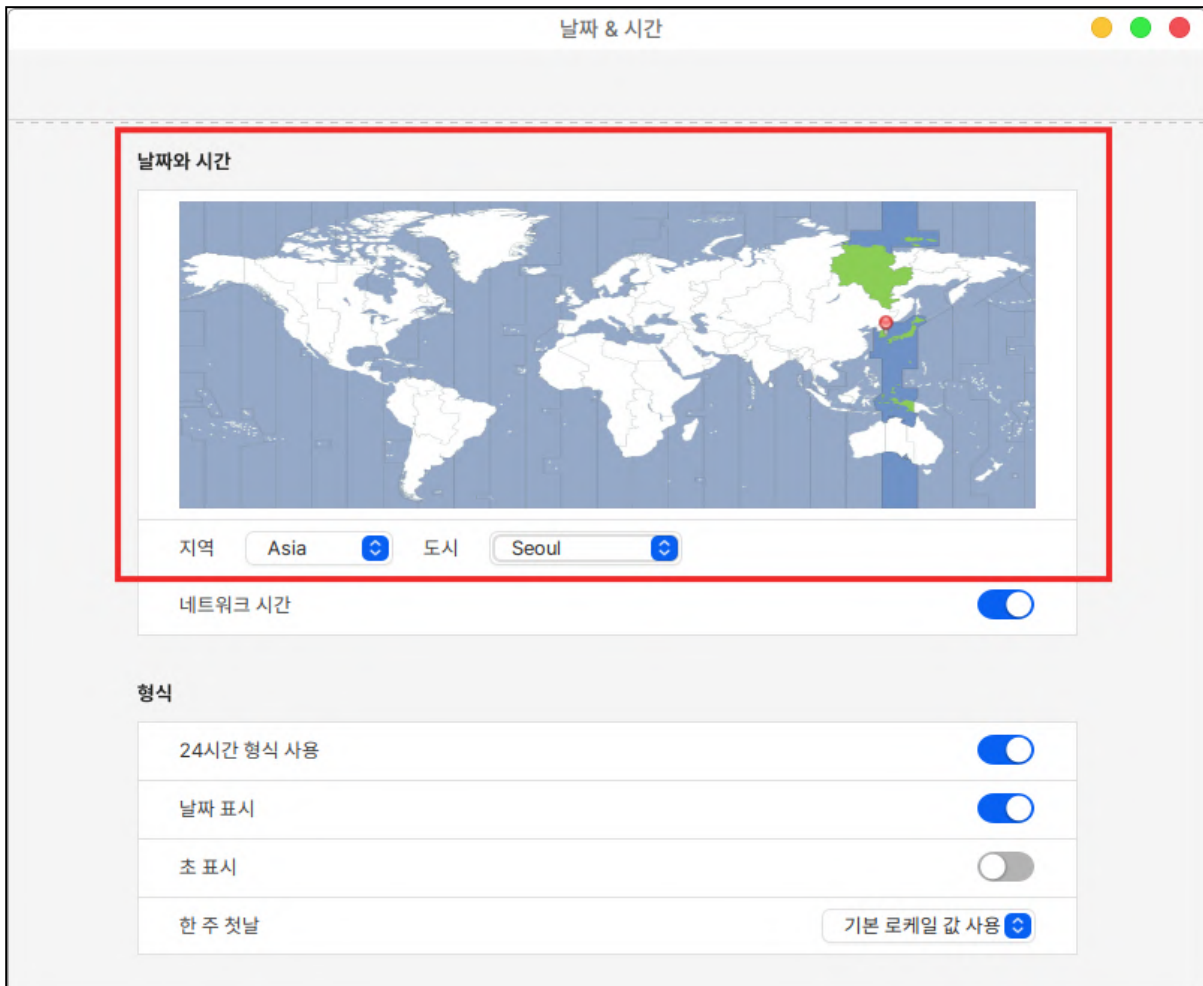 날짜 & 시간
날짜와 시간
지역 Asia 도시 Seoul
네트워크 시간
형식
24시간 형식 사용
날짜 표시
초 표시
한 주 첫날 기본 로케일 값 사용